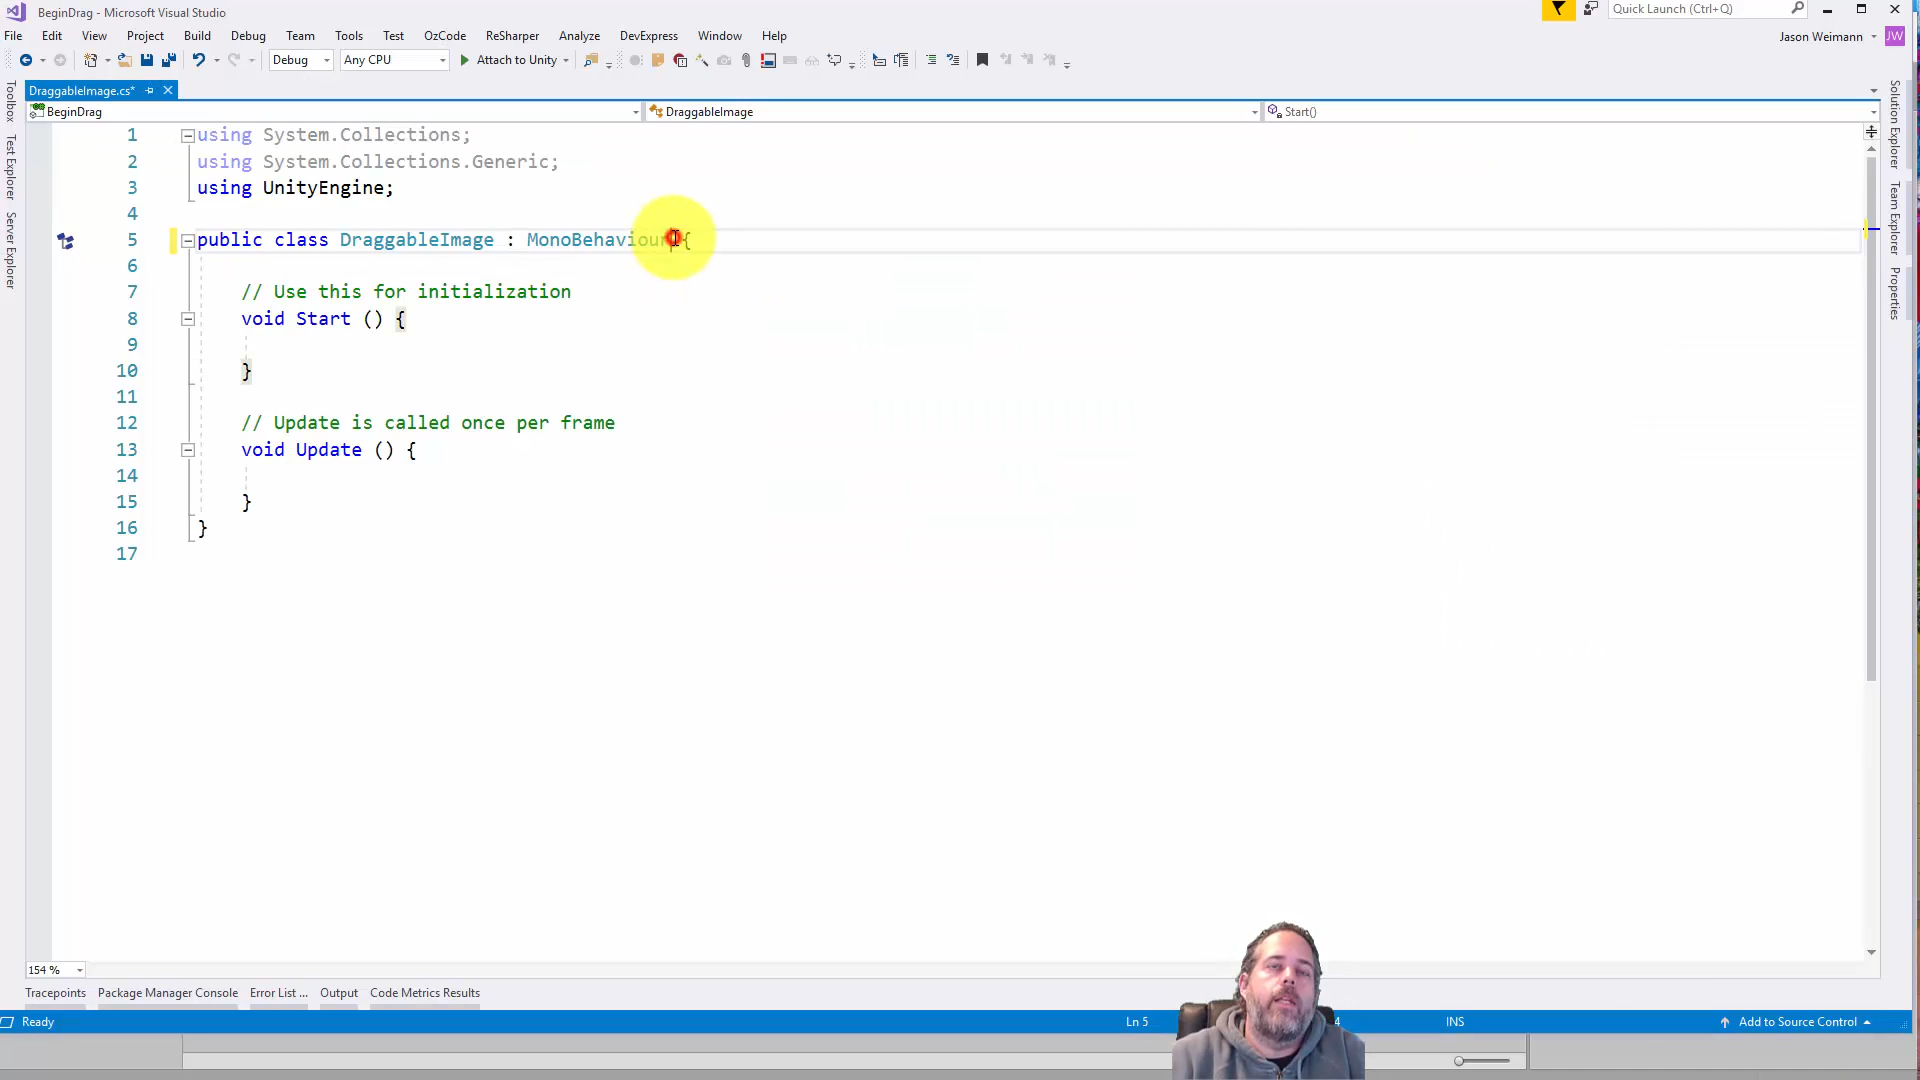 BeginDrag - Microsoft Visual Studio
Quick Launch (Ctrl+Q)
File Edit View Project Build Debug Team Tools Test OzCode ReSharper Analyze DevExpress Window Help
Jason Weimann JW
Debug Any CPU Attach to Unity
DraggableImage.cs*
BeginDrag DraggableImage Start()
Toolbox
Test Explorer
Server Explorer
Solution Explorer
Team Explorer
Properties
1 using System.Collections;
2 using System.Collections.Generic;
3 using UnityEngine;
4
5 public class DraggableImage : MonoBehaviour {
6
7 // Use this for initialization
8 void Start () {
9
10 }
11
12 // Update is called once per frame
13 void Update () {
14
15 }
16 }
17
154 %
Tracepoints Package Manager Console Error List ... Output Code Metrics Results
Ready Ln 5 4 INS Add to Source Control